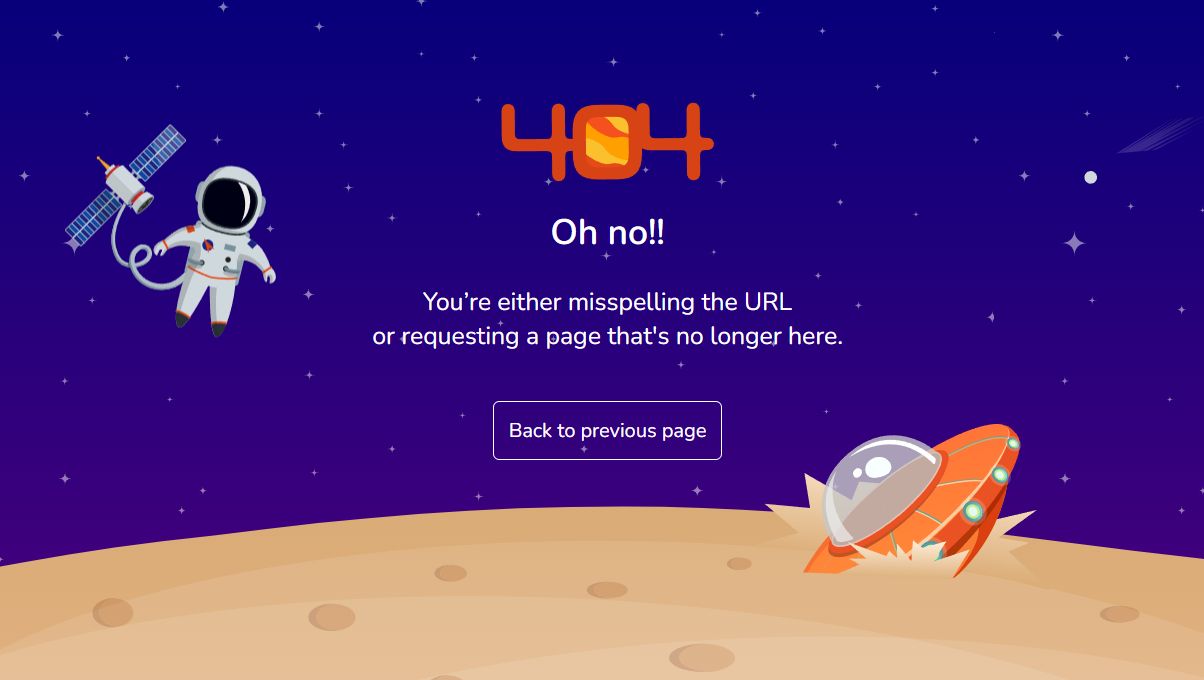 404
Oh no!!
You’re either misspelling the URL
or requesting a page that's no longer here.
Back to previous page